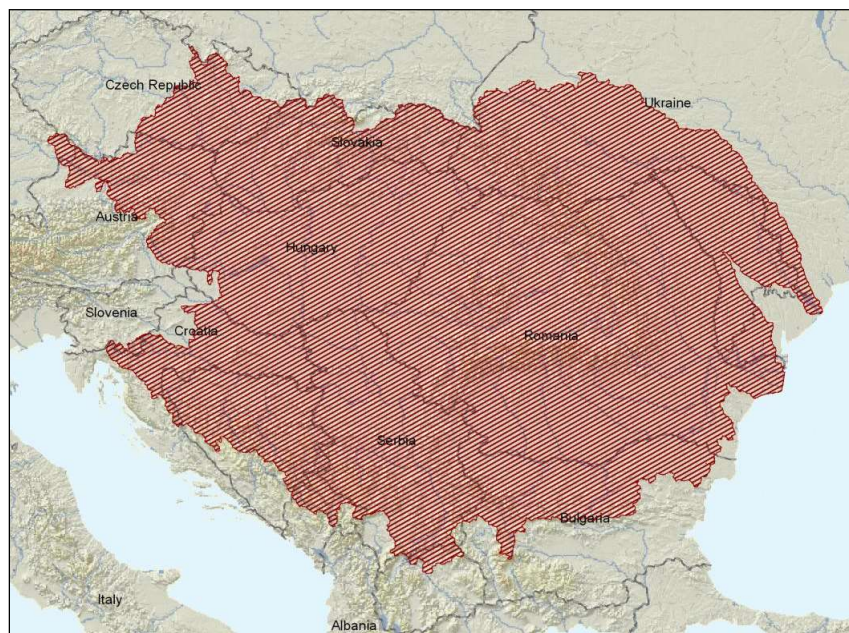 Czech Republic
Ukraine
Slovakia
Austria
Hungary
Slovenia
Croatia
Romania
Serbia
Bulgaria
Italy
Albania